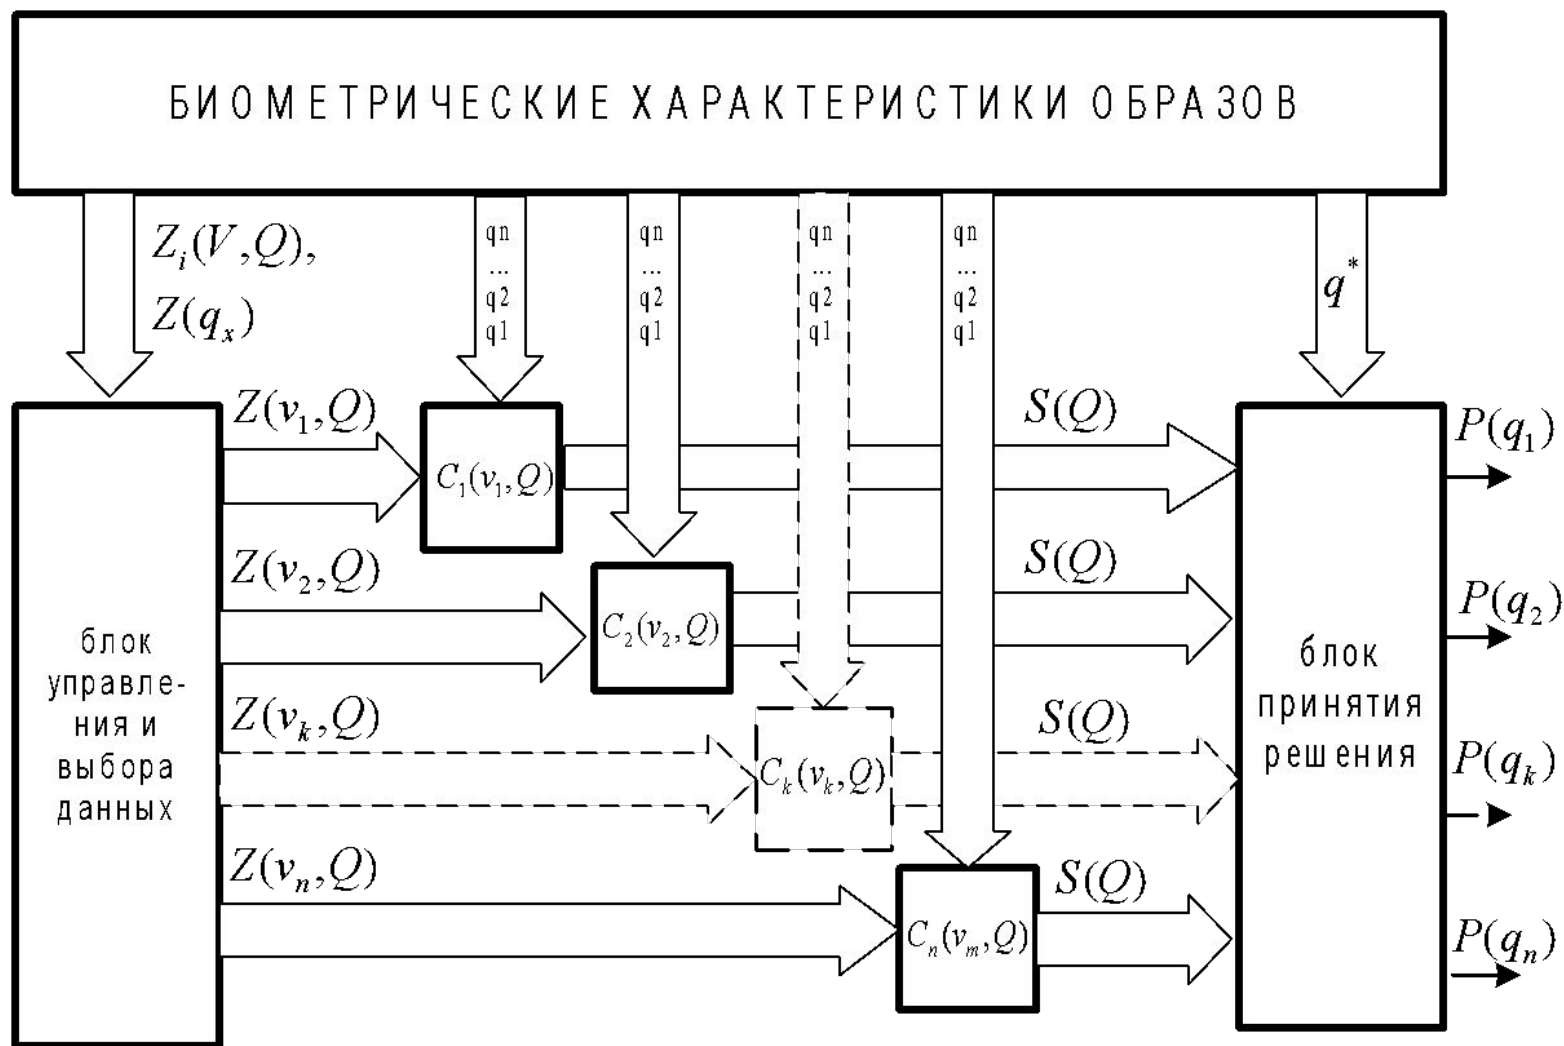 БИОМЕТРИЧЕСКИЕ ХАРАКТЕРИСТИКИ ОБРАЗОВ
Z_i(V,Q),
Z(q_x)
qn
...
q2
q1
qn
...
q2
q1
qn
...
q2
q1
qn
...
q2
q1
q*
Z(v_1,Q)
C_1(v_1,Q)
S(Q)
P(q_1)
Z(v_2,Q)
C_2(v_2,Q)
S(Q)
P(q_2)
Z(v_k,Q)
C_k(v_k,Q)
S(Q)
P(q_k)
Z(v_n,Q)
C_n(v_m,Q)
S(Q)
P(q_n)
блок
управле-
ния и
выбора
данных
блок
принятия
решения